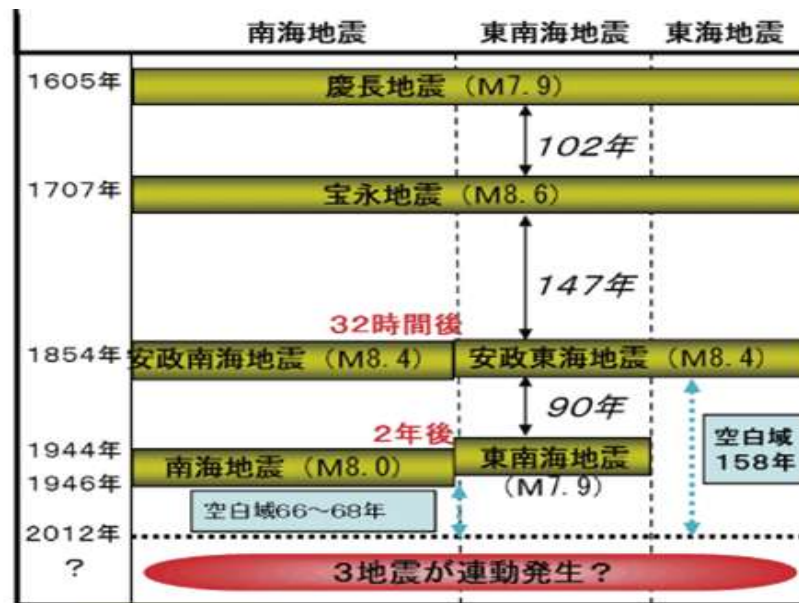 南海地震 東南海地震 東海地震
1605年 慶長地震（M7.9）
102年
1707年 宝永地震（M8.6）
147年
32時間後
1854年 安政南海地震（M8.4） 安政東海地震（M8.4）
90年
2年後
1944年 南海地震（M8.0） 東南海地震
（M7.9）
1946年
空白域
158年
空白域66～68年
2012年
？ 3地震が連動発生？